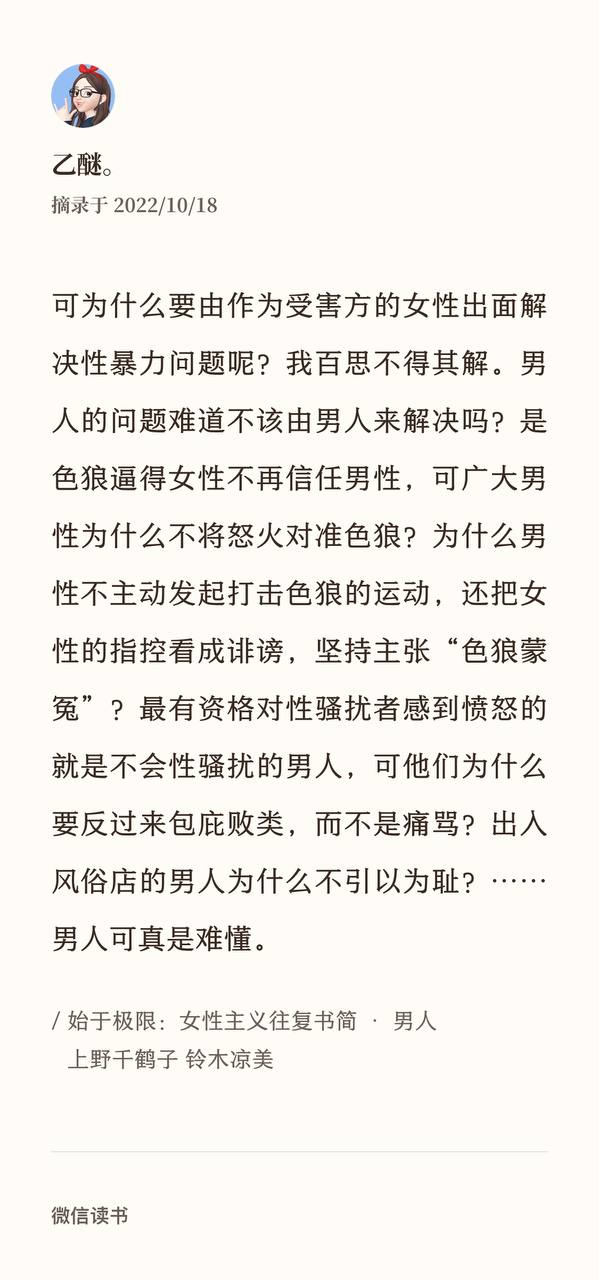 乙醚。
摘录于 2022/10/18
可为什么要由作为受害方的女性出面解
决性暴力问题呢？我百思不得其解。男
人的问题难道不该由男人来解决吗？是
色狼逼得女性不再信任男性，可广大男
性为什么不将怒火对准色狼？为什么男
性不主动发起打击色狼的运动，还把女
性的指控看成诽谤，坚持主张“色狼蒙
冤”？最有资格对性骚扰者感到愤怒的
就是不会性骚扰的男人，可他们为什么
要反过来包庇败类，而不是痛骂？出入
风俗店的男人为什么不引以为耻？……
男人可真是难懂。
/ 始于极限：女性主义往复书简 · 男人
上野千鹤子 铃木凉美
微信读书